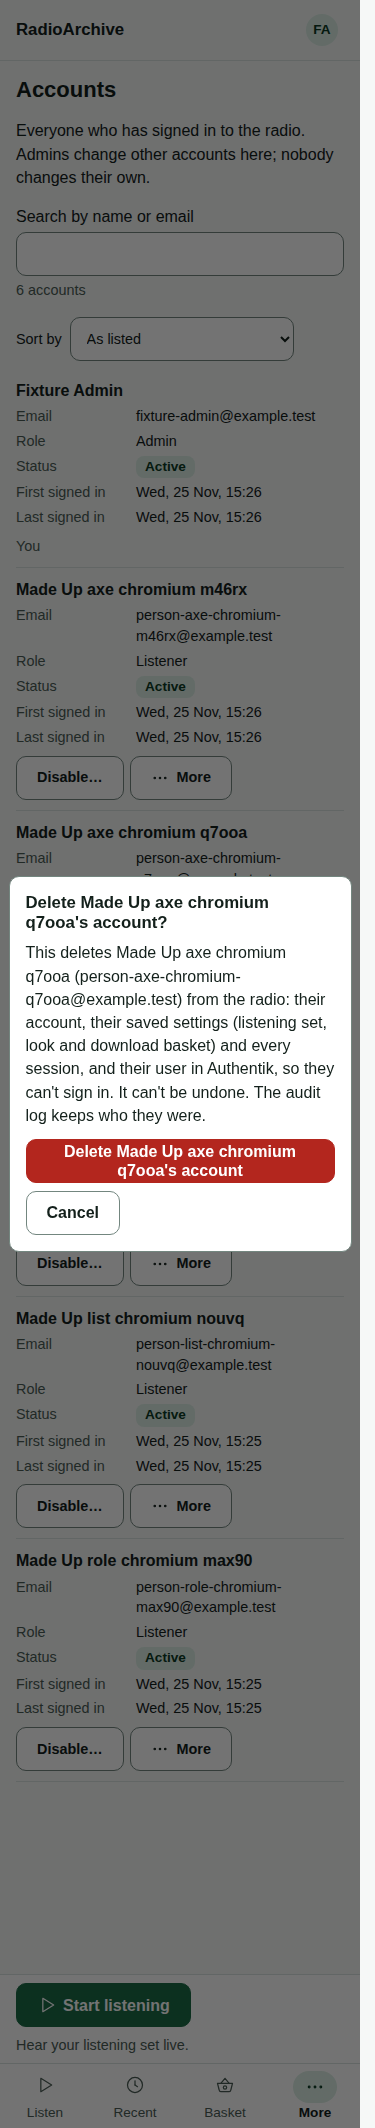 RadioArchive
FA
Accounts
Everyone who has signed in to the radio.
Admins change other accounts here; nobody
changes their own.
Search by name or email
6 accounts
Sort by
As listed
Fixture Admin
Email fixture-admin@example.test
Role Admin
Status Active
First signed in Wed, 25 Nov, 15:26
Last signed in Wed, 25 Nov, 15:26
You
Made Up axe chromium m46rx
Email person-axe-chromium-
m46rx@example.test
Role Listener
Status Active
First signed in Wed, 25 Nov, 15:26
Last signed in Wed, 25 Nov, 15:26
Disable… ··· More
Made Up axe chromium q7ooa
Email person-axe-chromium-
Delete Made Up axe chromium
q7ooa's account?
This deletes Made Up axe chromium
q7ooa (person-axe-chromium-
q7ooa@example.test) from the radio: their
account, their saved settings (listening set,
look and download basket) and every
session, and their user in Authentik, so they
can't sign in. It can't be undone. The audit
log keeps who they were.
Delete Made Up axe chromium
q7ooa's account
Cancel
Disable… ··· More
Made Up list chromium nouvq
Email person-list-chromium-
nouvq@example.test
Role Listener
Status Active
First signed in Wed, 25 Nov, 15:25
Last signed in Wed, 25 Nov, 15:25
Disable… ··· More
Made Up role chromium max90
Email person-role-chromium-
max90@example.test
Role Listener
Status Active
First signed in Wed, 25 Nov, 15:25
Last signed in Wed, 25 Nov, 15:25
Disable… ··· More
Start listening
Hear your listening set live.
Listen Recent Basket More